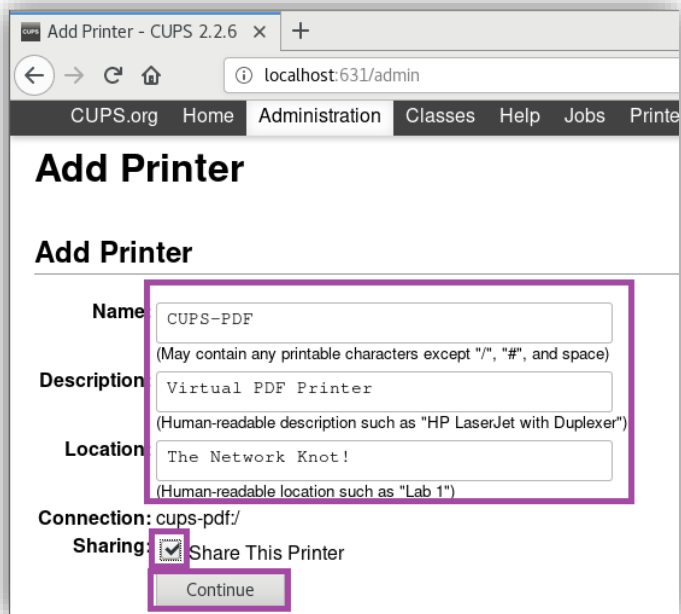 CUPS Add Printer - CUPS 2.2.6 × +
localhost:631/admin
CUPS.org Home Administration Classes Help Jobs Printe
Add Printer
Add Printer
Name: CUPS-PDF
(May contain any printable characters except "/", "#", and space)
Description: Virtual PDF Printer
(Human-readable description such as "HP LaserJet with Duplexer")
Location: The Network Knot!
(Human-readable location such as "Lab 1")
Connection: cups-pdf:/
Sharing: Share This Printer
Continue